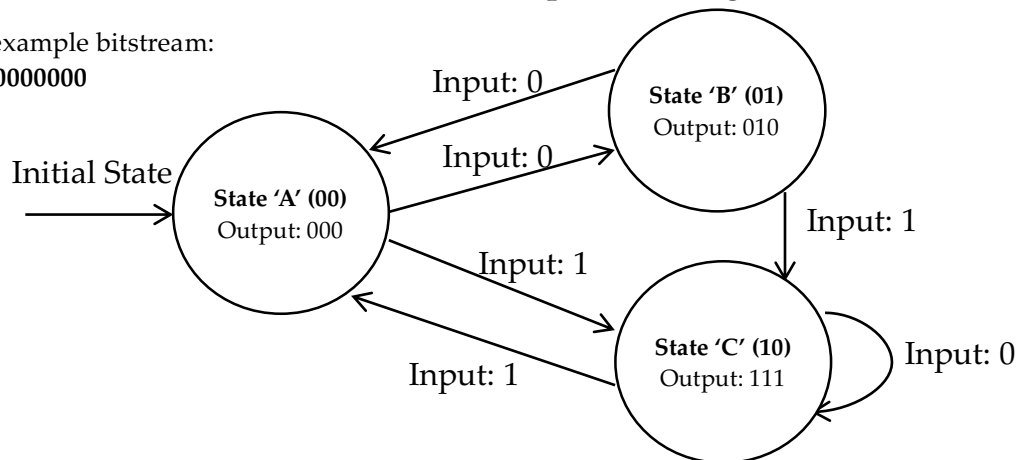 example bitstream:
0000000
Input: 0
State ‘B’ (01)
Output: 010
Input: 0
Initial State
State ‘A’ (00)
Output: 000
Input: 1
Input: 1
State ‘C’ (10)
Output: 111
Input: 0
Input: 1